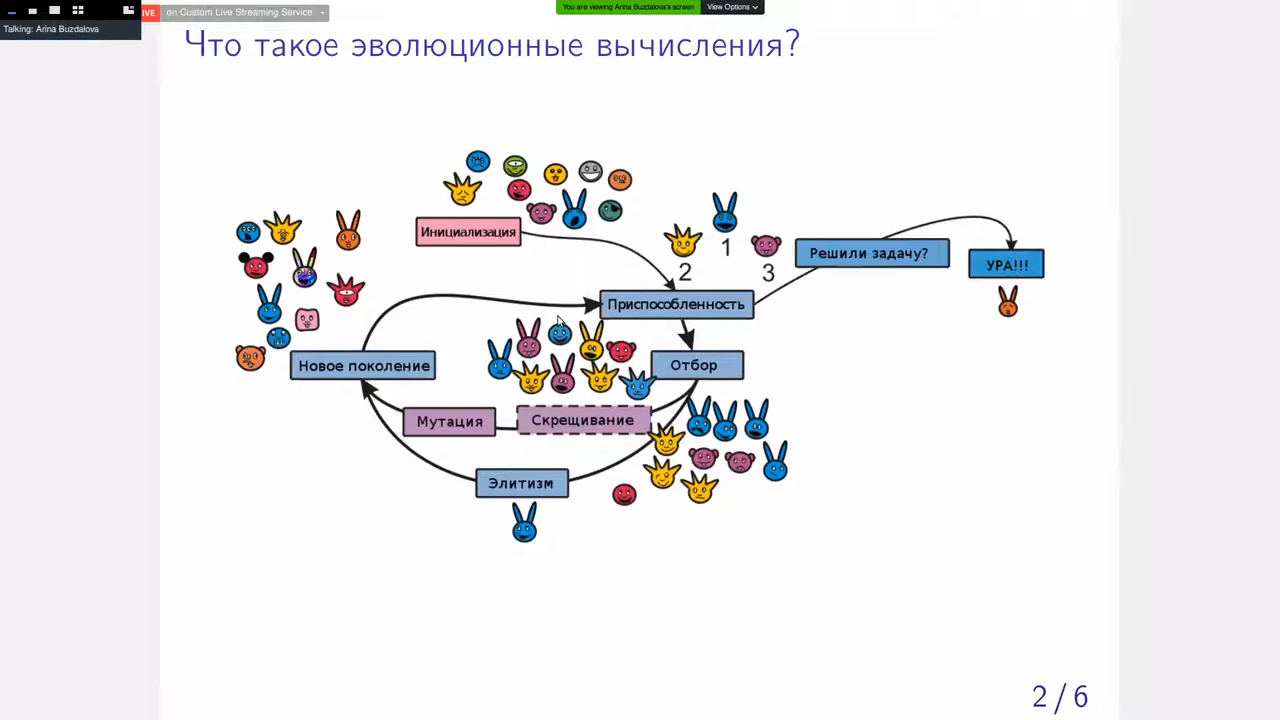 LIVE on Custom Live Streaming Service
You are viewing Arina Buzdalova's screen View Options
Talking: Arina Buzdalova
Что такое эволюционные вычисления?
Инициализация
1
2
3
Решили задачу?
УРА!!!
Приспособленность
Новое поколение
Отбор
Мутация
Скрещивание
Элитизм
2 / 6